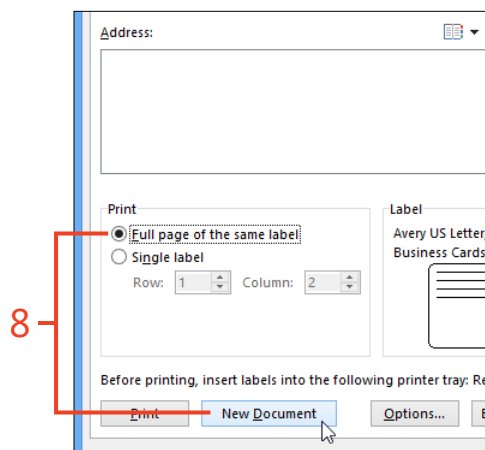 Address:
Print
Full page of the same label
Single label
Row: 1 Column: 2
Label
Avery US Letter,
Business Cards
8
Before printing, insert labels into the following printer tray:
Print New Document Options...